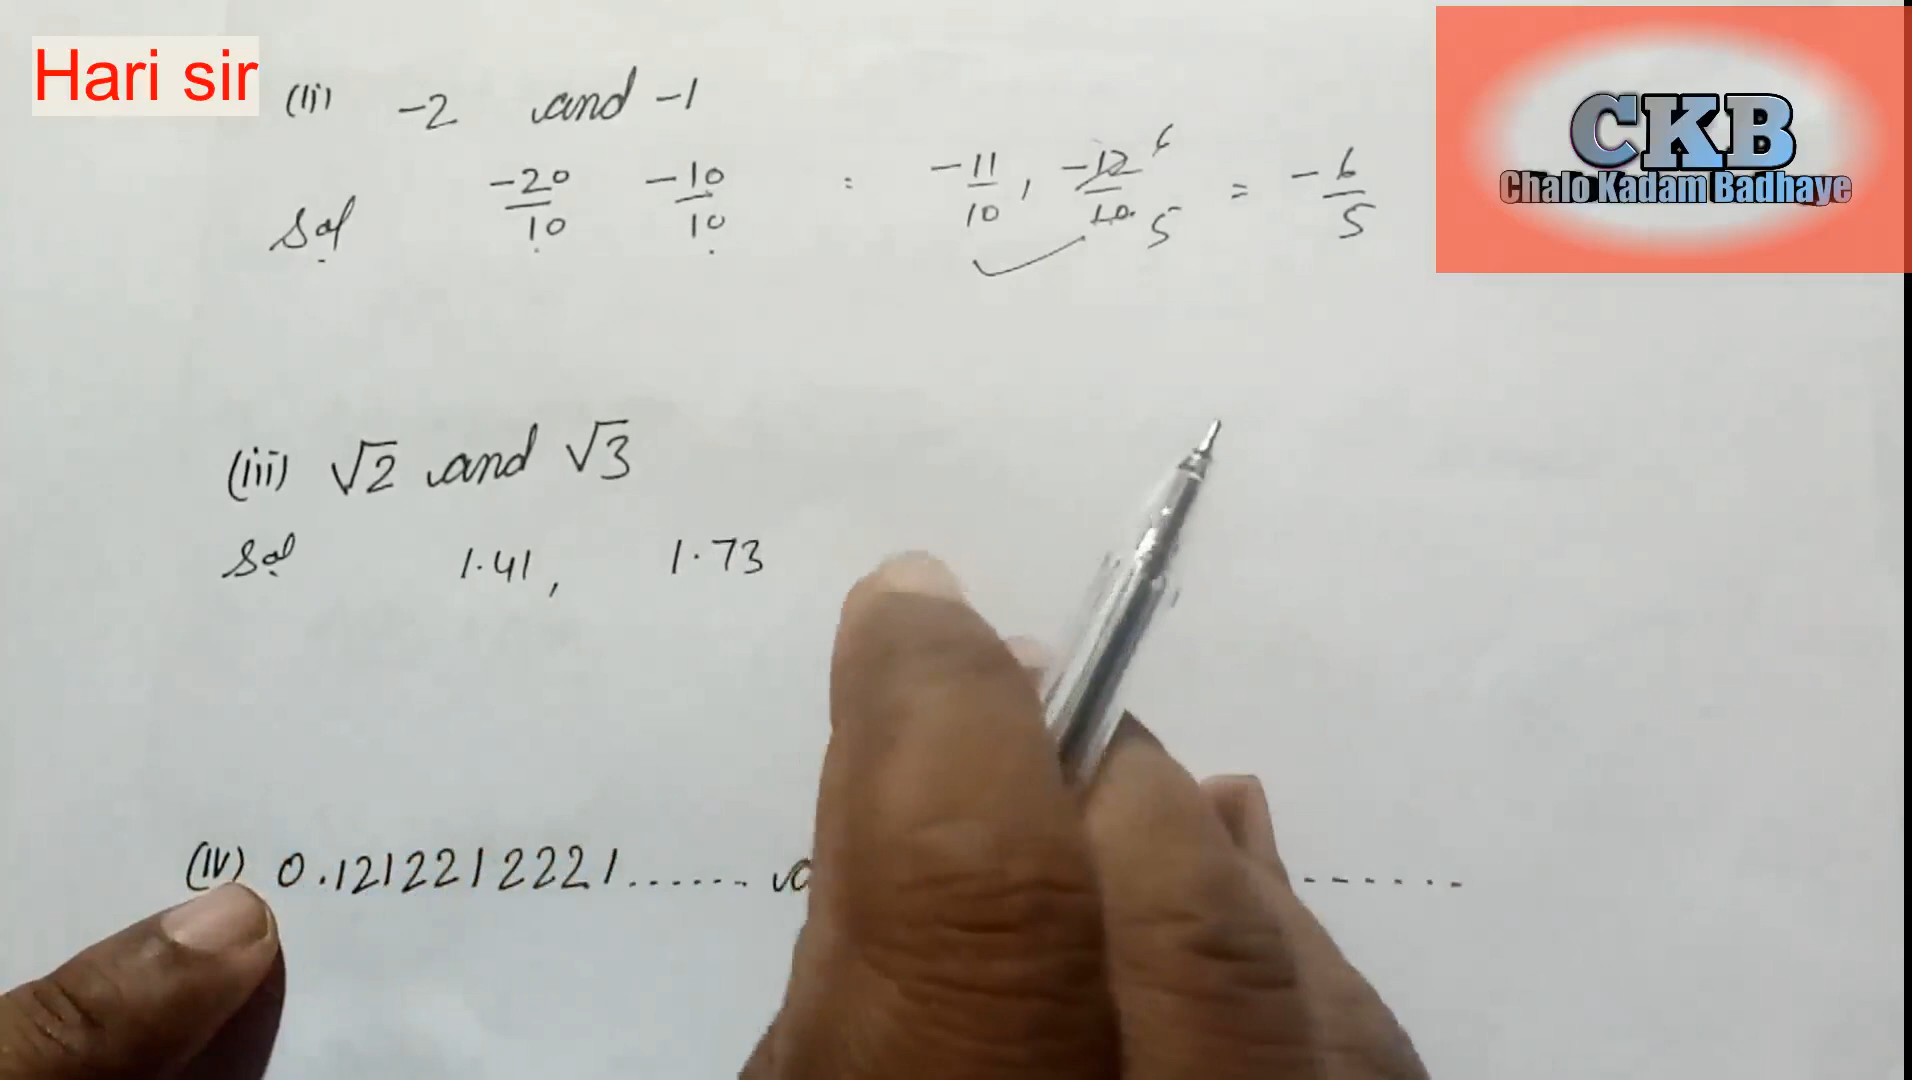 Hari sir
CKB
Chalo Kadam Badhaye
(ii) -2 and -1
Sol -20/10 -10/10 = -11/10, -12/10 6 5 = -6/5
(iii) √2 and √3
Sol 1.41, 1.73
(iv) 0.1212212221......